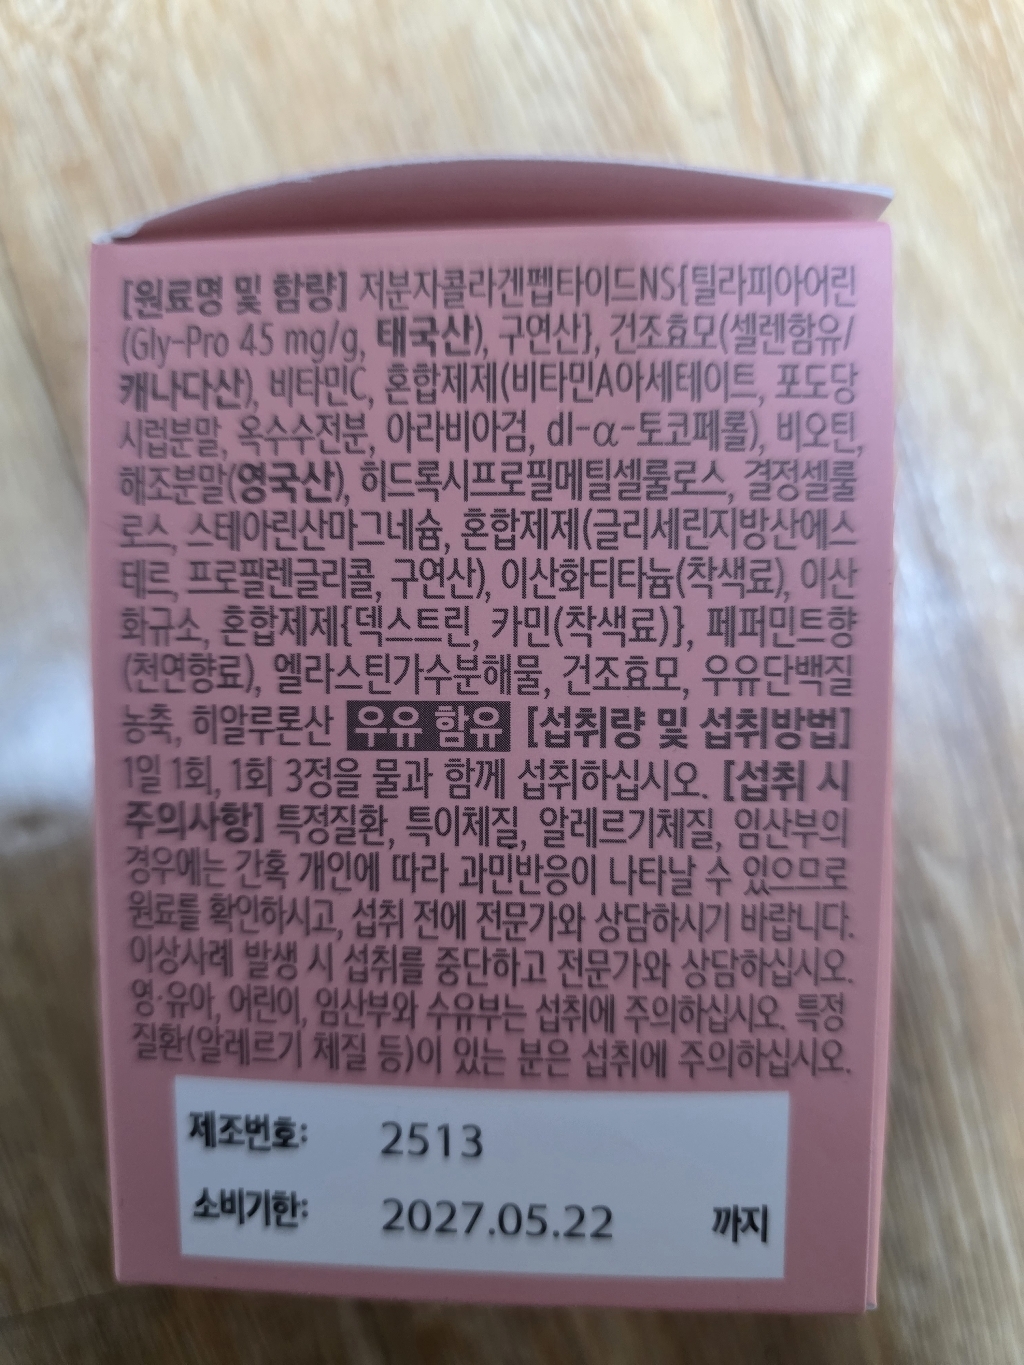 [원료명 및 함량] 저분자콜라겐펩타이드NS{틸라피아어린
(Gly-Pro 45 mg/g, 태국산), 구연산}, 건조효모(셀렌함유/
캐나다산), 비타민C, 혼합제제(비타민A아세테이트, 포도당
시럽분말, 옥수수전분, 아라비아검, dl-α-토코페롤), 비오틴,
해조분말(영국산), 히드록시프로필메틸셀룰로스, 결정셀룰
로스, 스테아린산마그네슘, 혼합제제(글리세린지방산에스
테르, 프로필렌글리콜, 구연산), 이산화티타늄(착색료), 이산
화규소, 혼합제제{덱스트린, 카민(착색료)}, 페퍼민트향
(천연향료), 엘라스틴가수분해물, 건조효모, 우유단백질
농축, 히알루론산 우유 함유 [섭취량 및 섭취방법]
1일 1회, 1회 3정을 물과 함께 섭취하십시오. [섭취 시
주의사항] 특정질환, 특이체질, 알레르기체질, 임산부의
경우에는 간혹 개인에 따라 과민반응이 나타날 수 있으므로
원료를 확인하시고, 섭취 전에 전문가와 상담하시기 바랍니다.
이상사례 발생 시 섭취를 중단하고 전문가와 상담하십시오.
영·유아, 어린이, 임산부와 수유부는 섭취에 주의하십시오. 특정
질환(알레르기 체질 등)이 있는 분은 섭취에 주의하십시오.
제조번호: 2513
소비기한: 2027.05.22 까지